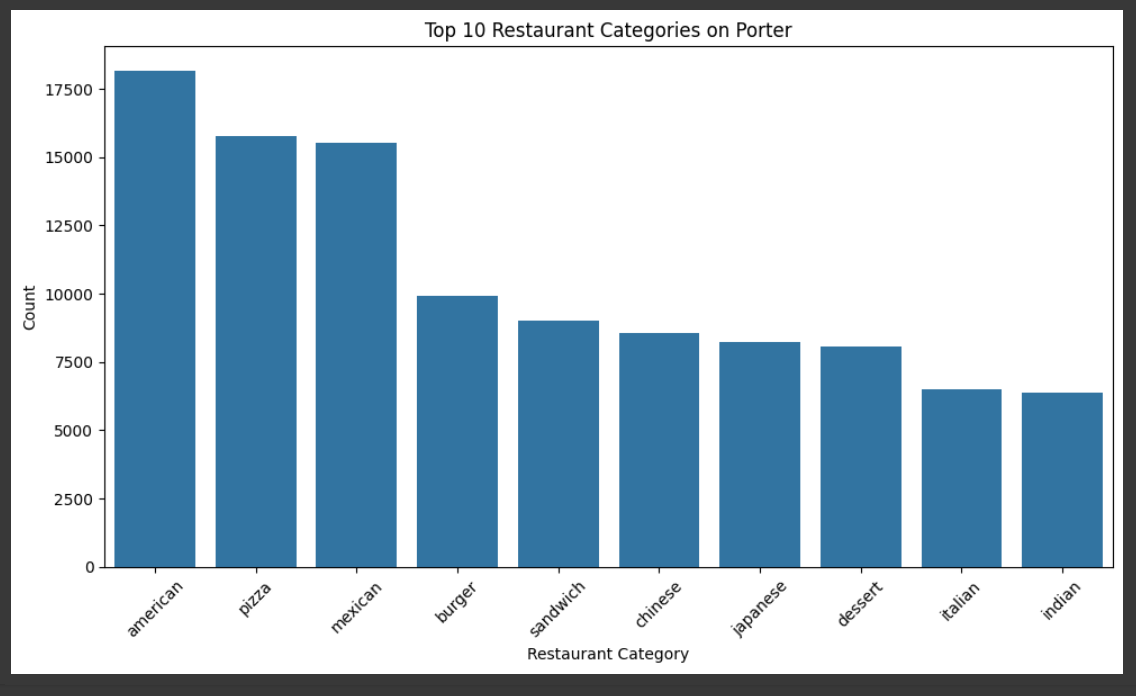 Top 10 Restaurant Categories on Porter
17500
15000
12500
10000
7500
5000
2500
0
Count
american
pizza
mexican
burger
sandwich
chinese
japanese
dessert
italian
indian
Restaurant Category